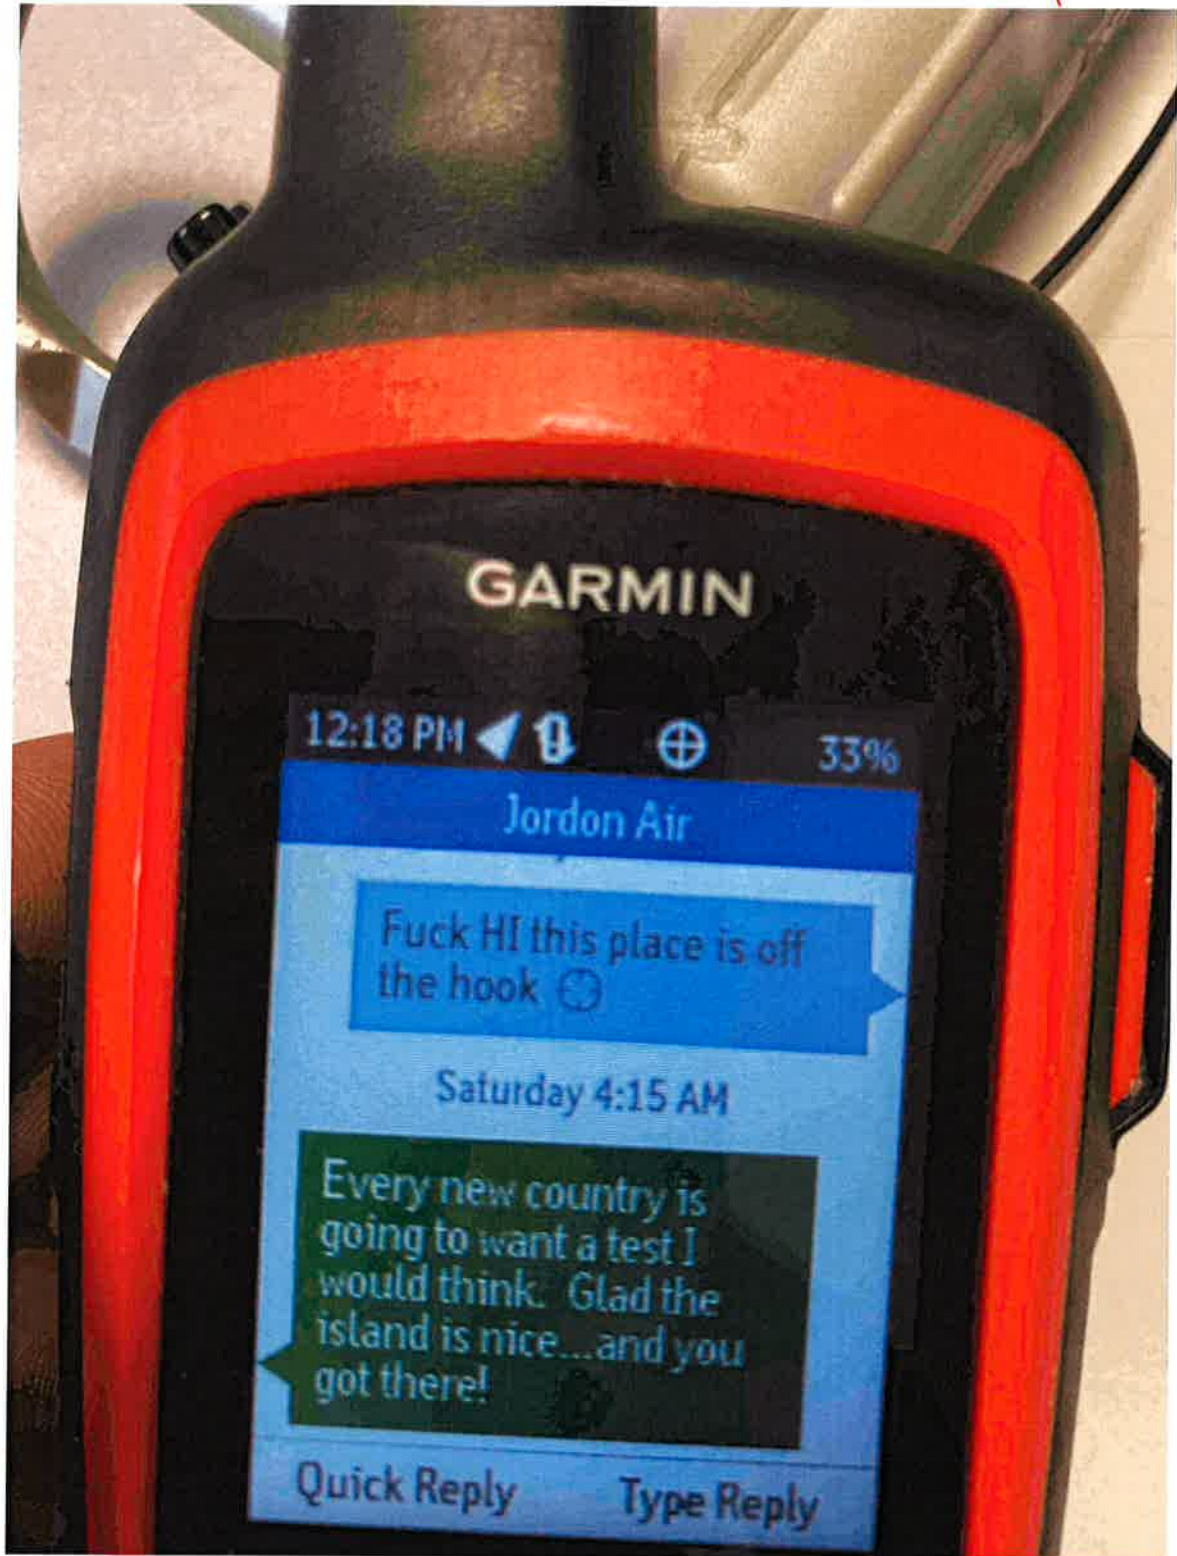 GARMIN
12:18 PM 33%
Jordon Air
Fuck HI this place is off
the hook
Saturday 4:15 AM
Every new country is
going to want a test I
would think. Glad the
island is nice....and you
got there!
Quick Reply Type Reply